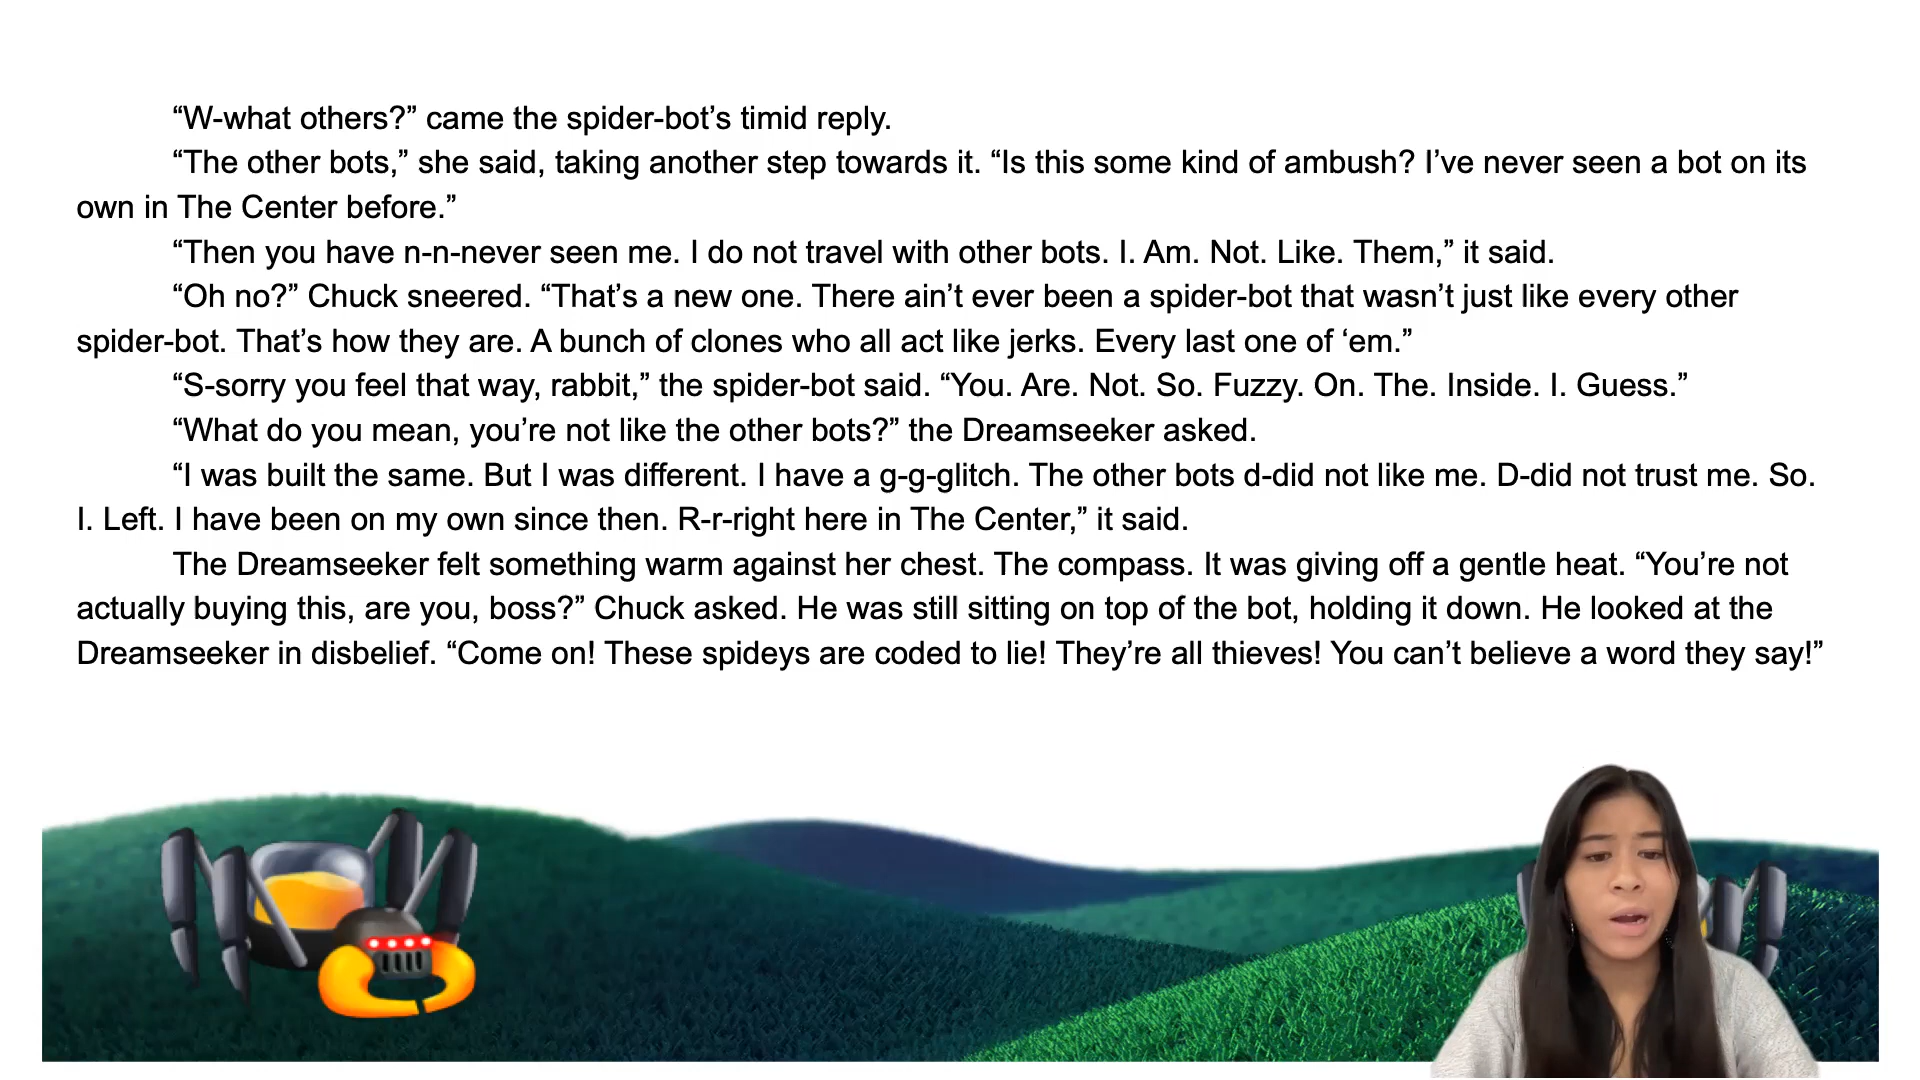 “W-what others?” came the spider-bot’s timid reply.
“The other bots,” she said, taking another step towards it. “Is this some kind of ambush? I’ve never seen a bot on its
own in The Center before.”
“Then you have n-n-never seen me. I do not travel with other bots. I. Am. Not. Like. Them,” it said.
“Oh no?” Chuck sneered. “That’s a new one. There ain’t ever been a spider-bot that wasn’t just like every other
spider-bot. That’s how they are. A bunch of clones who all act like jerks. Every last one of ‘em.”
“S-sorry you feel that way, rabbit,” the spider-bot said. “You. Are. Not. So. Fuzzy. On. The. Inside. I. Guess.”
“What do you mean, you’re not like the other bots?” the Dreamseeker asked.
“I was built the same. But I was different. I have a g-g-glitch. The other bots d-did not like me. D-did not trust me. So.
I. Left. I have been on my own since then. R-r-right here in The Center,” it said.
The Dreamseeker felt something warm against her chest. The compass. It was giving off a gentle heat. “You’re not
actually buying this, are you, boss?” Chuck asked. He was still sitting on top of the bot, holding it down. He looked at the
Dreamseeker in disbelief. “Come on! These spideys are coded to lie! They’re all thieves! You can’t believe a word they say!”